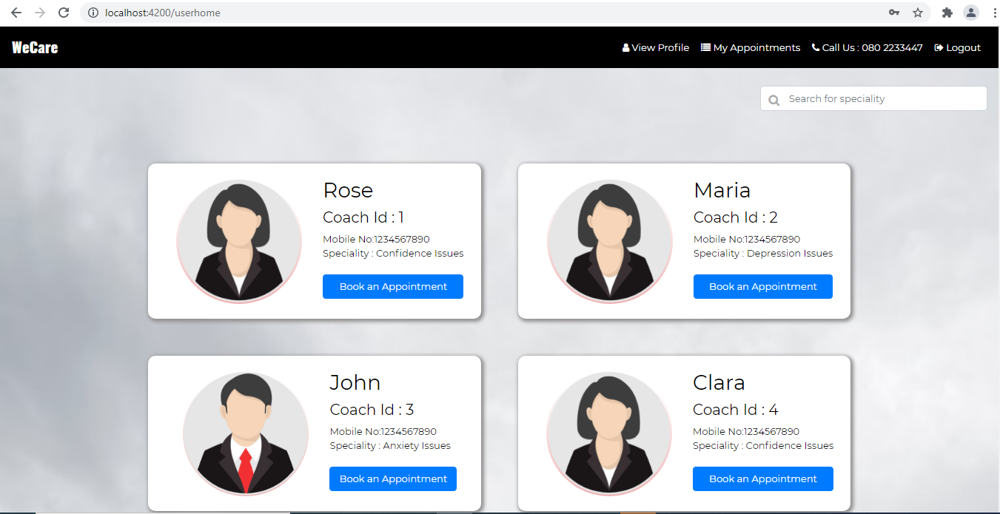 localhost:4200/userhome
WeCare
View Profile
My Appointments
Call Us : 080 2233447
Logout
Search for speciality
Rose
Coach Id : 1
Mobile No:1234567890
Speciality : Confidence Issues
Book an Appointment
Maria
Coach Id : 2
Mobile No:1234567890
Speciality : Depression Issues
Book an Appointment
John
Coach Id : 3
Mobile No:1234567890
Speciality : Anxiety Issues
Book an Appointment
Clara
Coach Id : 4
Mobile No:1234567890
Speciality : Confidence Issues
Book an Appointment